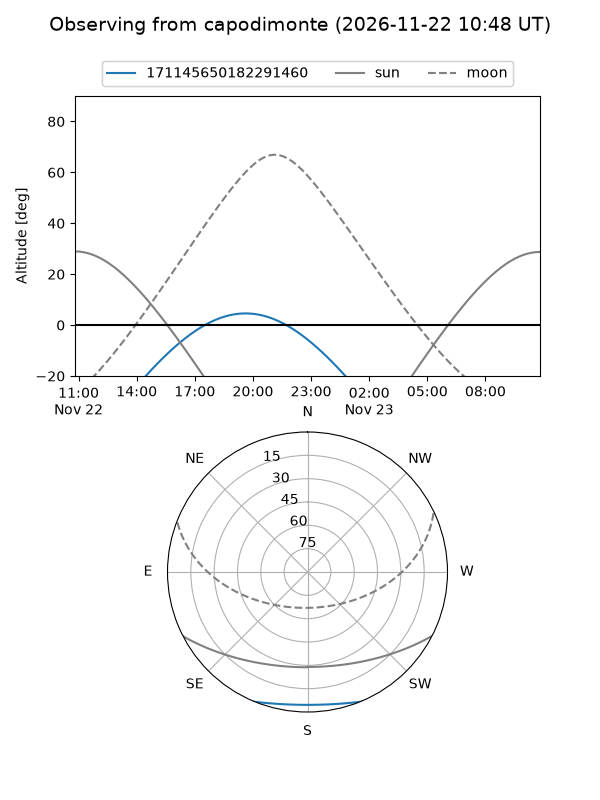 Observing from capodimonte (2026-11-22 10:48 UT)
171145650182291460 sun moon
Altitude [deg]
80
60
40
20
0
−20
11:00 14:00 17:00 20:00 23:00 02:00 05:00 08:00
Nov 22 Nov 23
N
NE NW
15
30
45
60
75
E W
SE SW
S